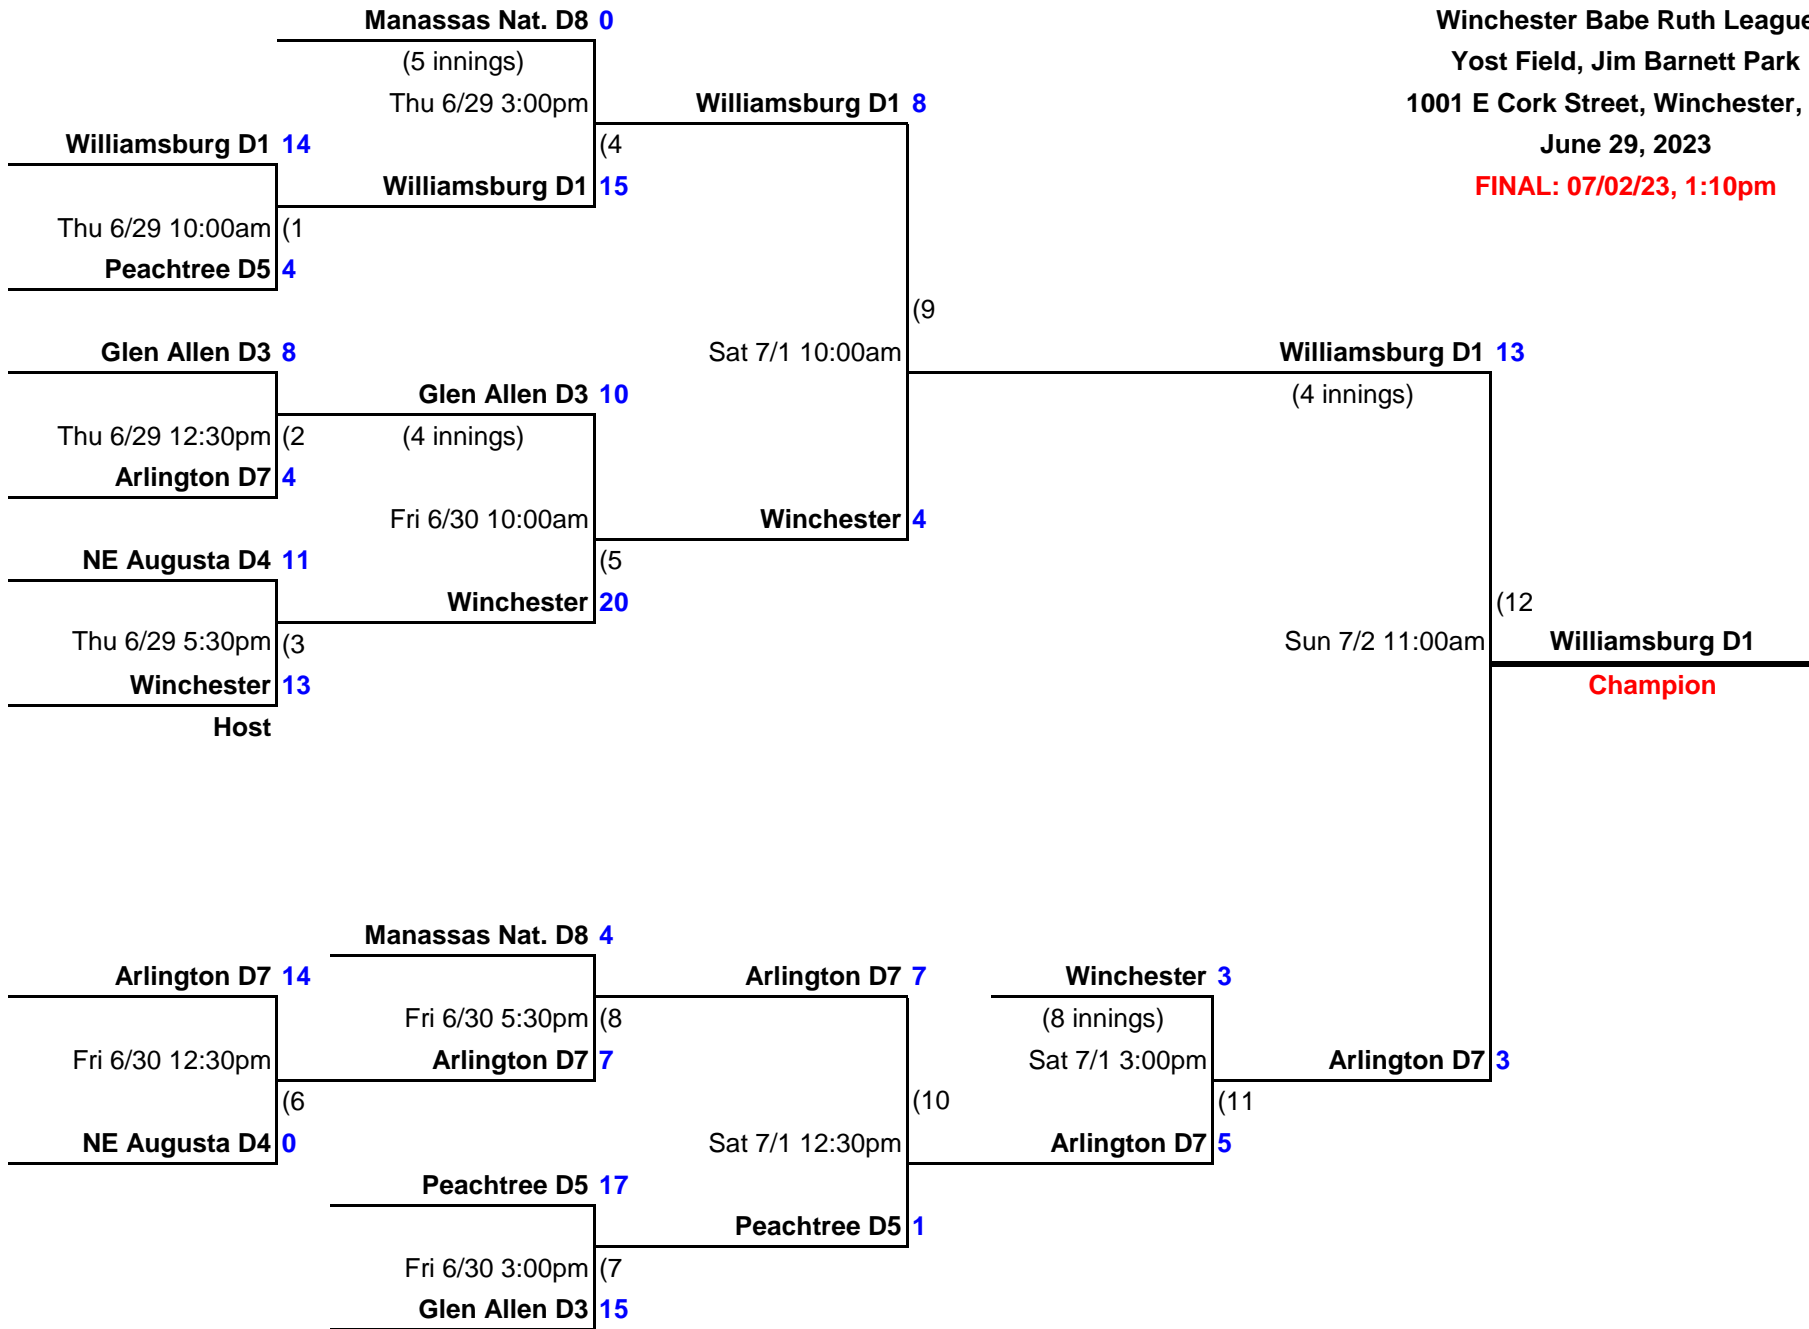 Manassas Nat. D8 0
Winchester Babe Ruth League
(5 innings)
Yost Field, Jim Barnett Park
Thu 6/29 3:00pm
Williamsburg D1 8
1001 E Cork Street, Winchester,
Williamsburg D1 14
(4
June 29, 2023
Williamsburg D1 15
FINAL: 07/02/23, 1:10pm
Thu 6/29 10:00am (1
Peachtree D5 4
(9
Glen Allen D3 8
Sat 7/1 10:00am
Williamsburg D1 13
Glen Allen D3 10
(4 innings)
Thu 6/29 12:30pm (2
(4 innings)
Arlington D7 4
Fri 6/30 10:00am
Winchester 4
NE Augusta D4 11
(5
Winchester 20
(12
Thu 6/29 5:30pm (3
Sun 7/2 11:00am
Williamsburg D1
Winchester 13
Champion
Host
Manassas Nat. D8 4
Arlington D7 14
Arlington D7 7
Winchester 3
Fri 6/30 5:30pm (8
(8 innings)
Fri 6/30 12:30pm
Arlington D7 7
Sat 7/1 3:00pm
Arlington D7 3
(6
(10
(11
NE Augusta D4 0
Sat 7/1 12:30pm
Arlington D7 5
Peachtree D5 17
Peachtree D5 1
Fri 6/30 3:00pm (7
Glen Allen D3 15